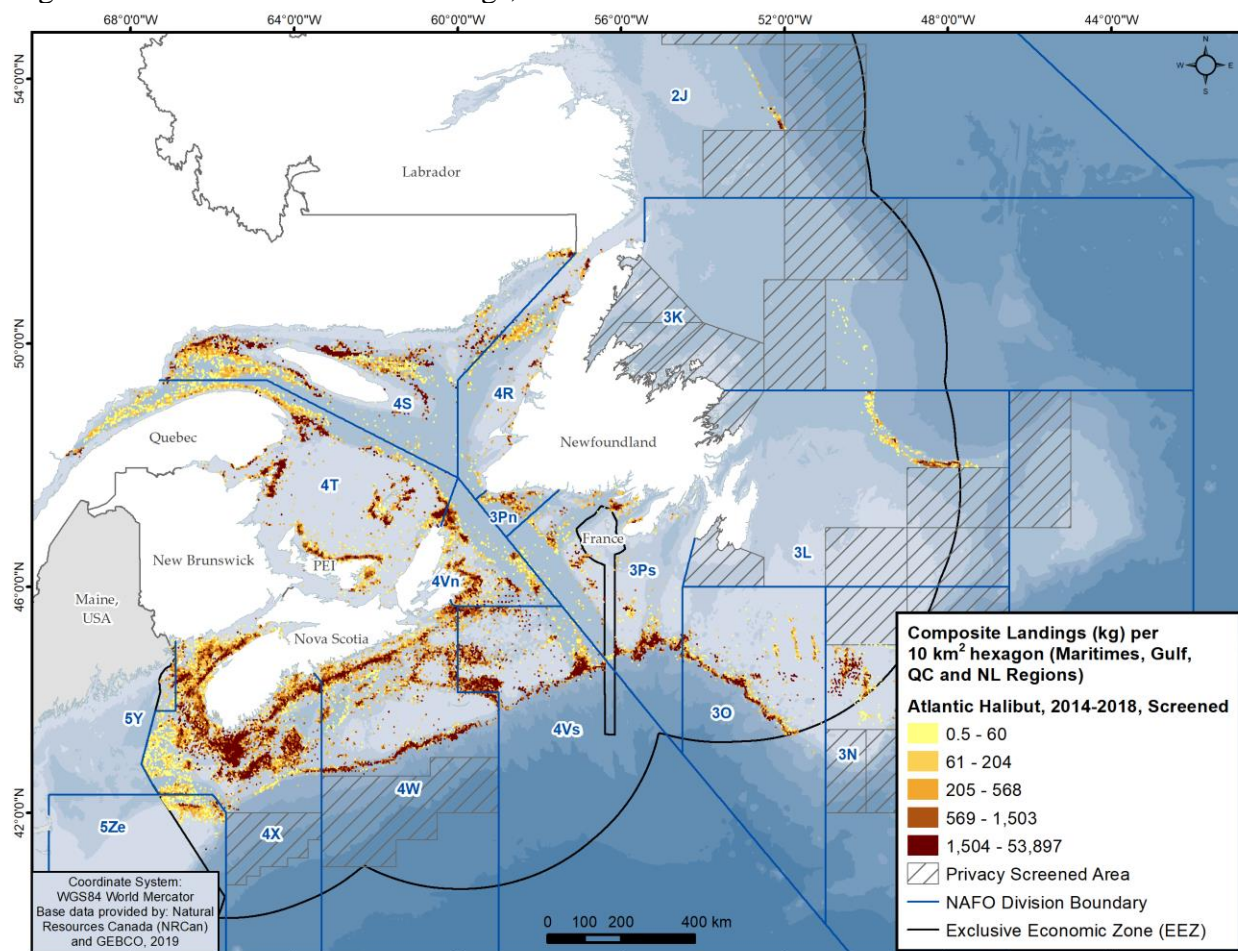 68°0'0"W
64°0'0"W
60°0'0"W
56°0'0"W
52°0'0"W
48°0'0"W
44°0'0"W
54°0'0"N
50°0'0"N
46°0'0"N
42°0'0"N
N
W
E
S
2J
Labrador
3K
4R
4S
Quebec
Newfoundland
4T
3Pn
France
New Brunswick
PEI
4Vn
3Ps
3L
Maine,
USA
Nova Scotia
5Y
4Vs
3O
3N
4W
5Ze
4X
Composite Landings (kg) per
10 km² hexagon (Maritimes, Gulf,
QC and NL Regions)
Atlantic Halibut, 2014-2018, Screened
0.5 - 60
61 - 204
205 - 568
569 - 1,503
1,504 - 53,897
Privacy Screened Area
NAFO Division Boundary
Exclusive Economic Zone (EEZ)
Coordinate System:
WGS84 World Mercator
Base data provided by: Natural
Resources Canada (NRCan)
and GEBCO, 2019
0 100 200 400 km